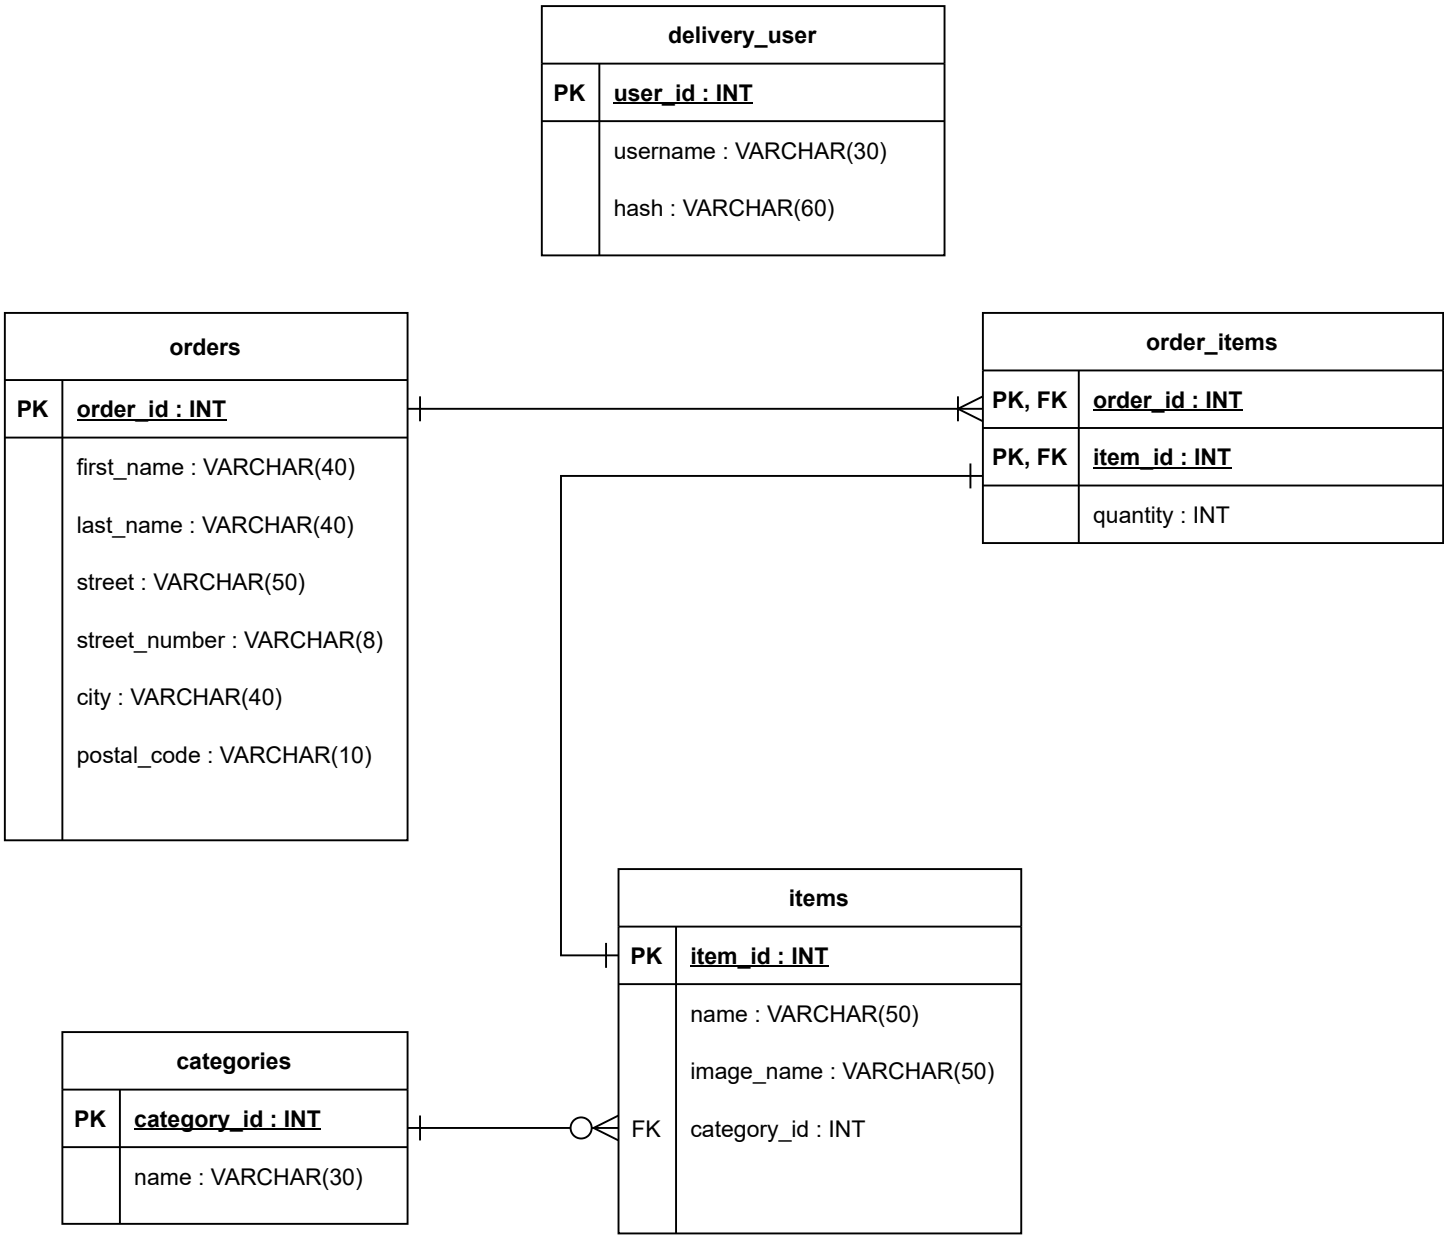 delivery_user
PK user_id : INT
username : VARCHAR(30)
hash : VARCHAR(60)
orders
PK order_id : INT
first_name : VARCHAR(40)
last_name : VARCHAR(40)
street : VARCHAR(50)
street_number : VARCHAR(8)
city : VARCHAR(40)
postal_code : VARCHAR(10)
order_items
PK, FK order_id : INT
PK, FK item_id : INT
quantity : INT
items
PK item_id : INT
name : VARCHAR(50)
image_name : VARCHAR(50)
FK category_id : INT
categories
PK category_id : INT
name : VARCHAR(30)